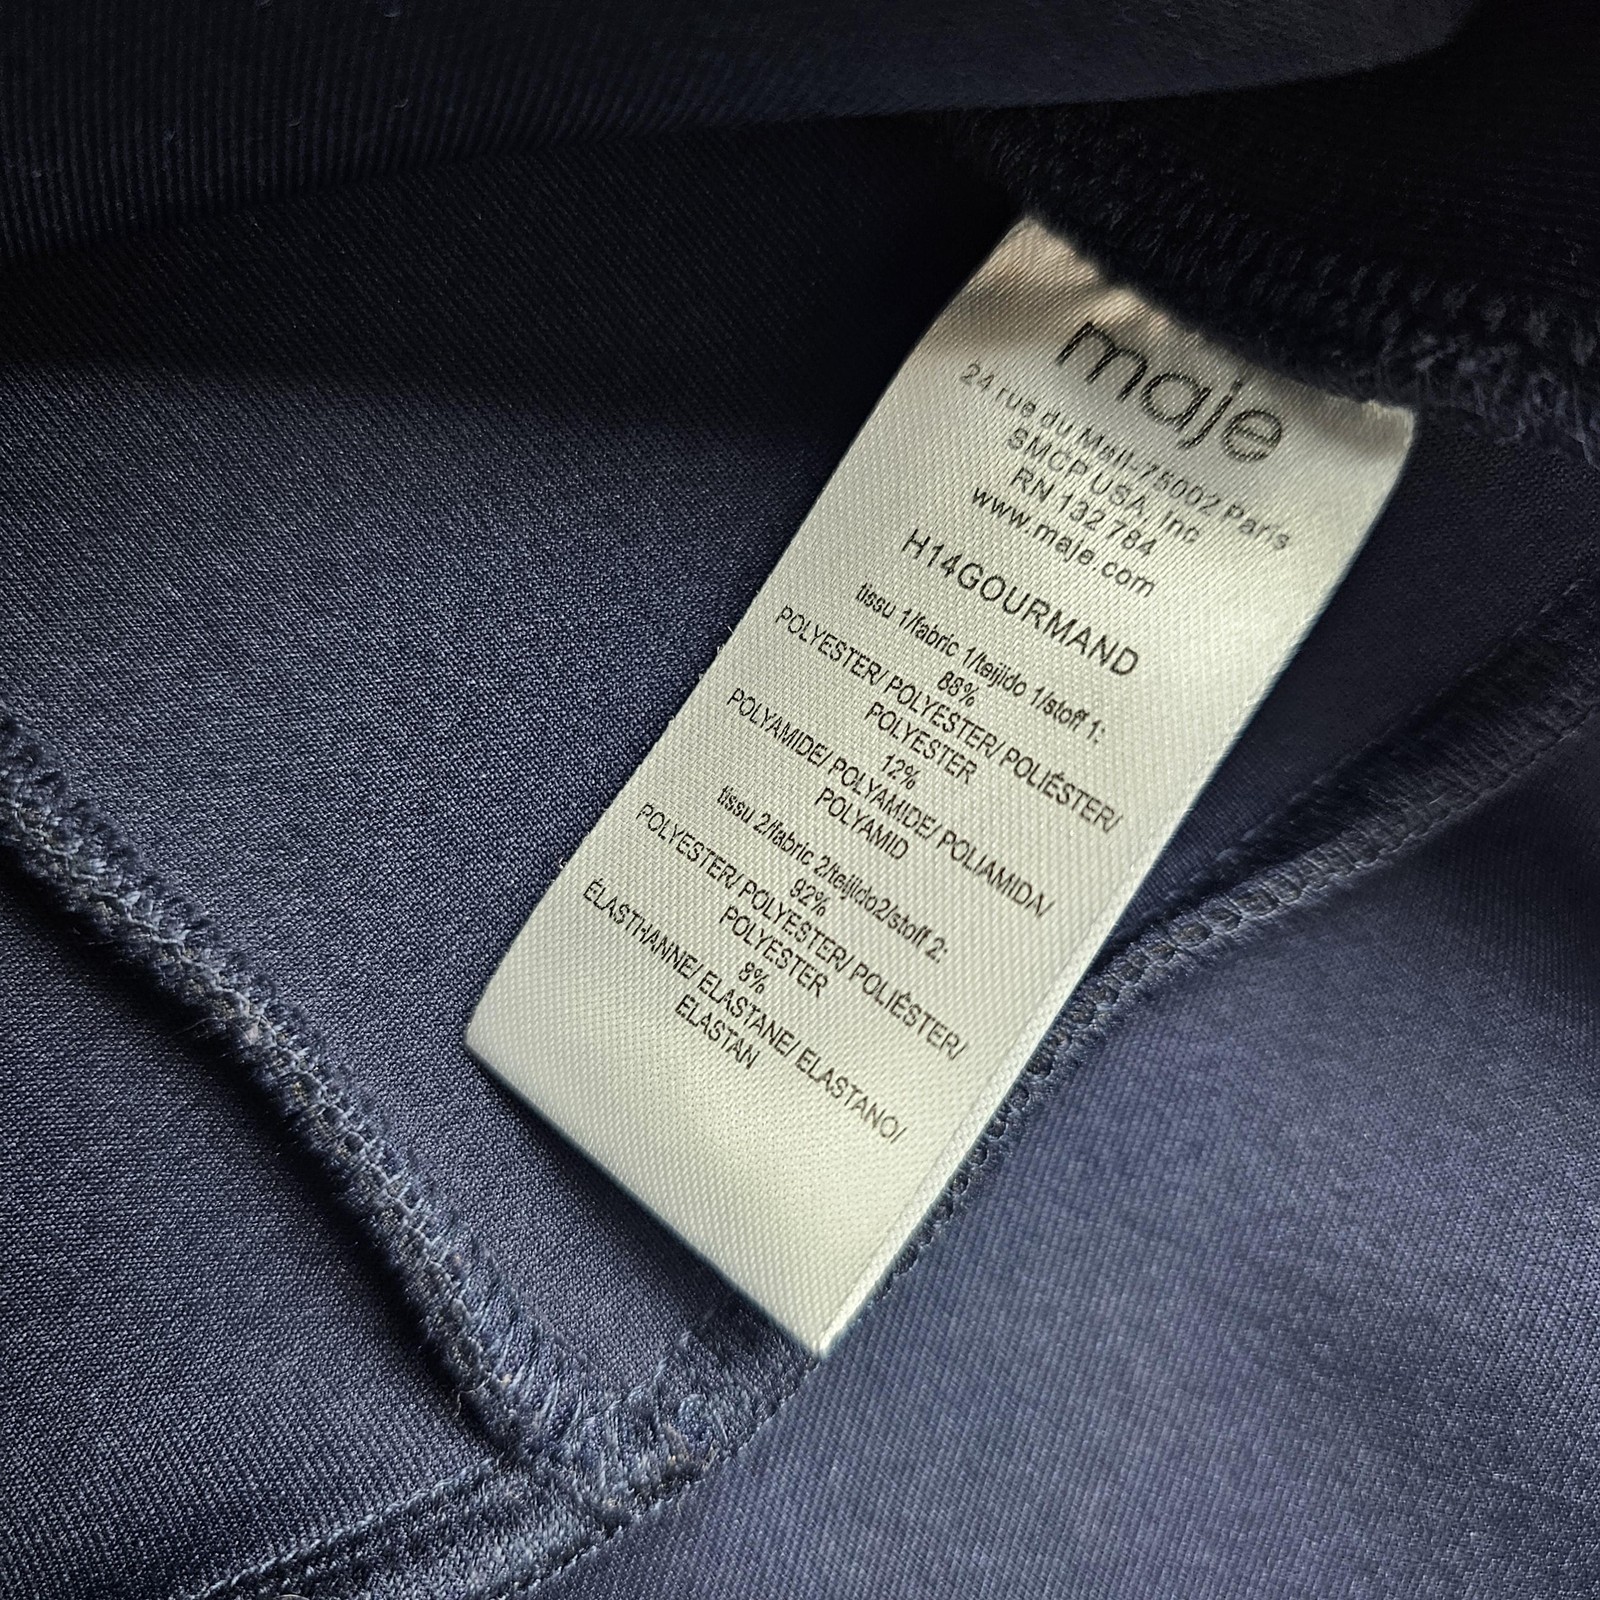 maje
24 rue du Mail-75002 Paris
SMCP USA, Inc
RN 132 784
www.maje.com
H14GOURMAND
tissu 1/fabric 1/teijido 1/stoff 1:
88%
POLYESTER/ POLYESTER/ POLIÉSTER/
POLYESTER
12%
POLYAMIDE/ POLYAMIDE/ POLIAMIDA/
POLYAMID
tissu 2/fabric 2/teijido2/stoff 2:
92%
POLYESTER/ POLYESTER/ POLIÉSTER/
POLYESTER
8%
ÉLASTHANNE/ ELASTANE/ ELASTANO/
ELASTAN